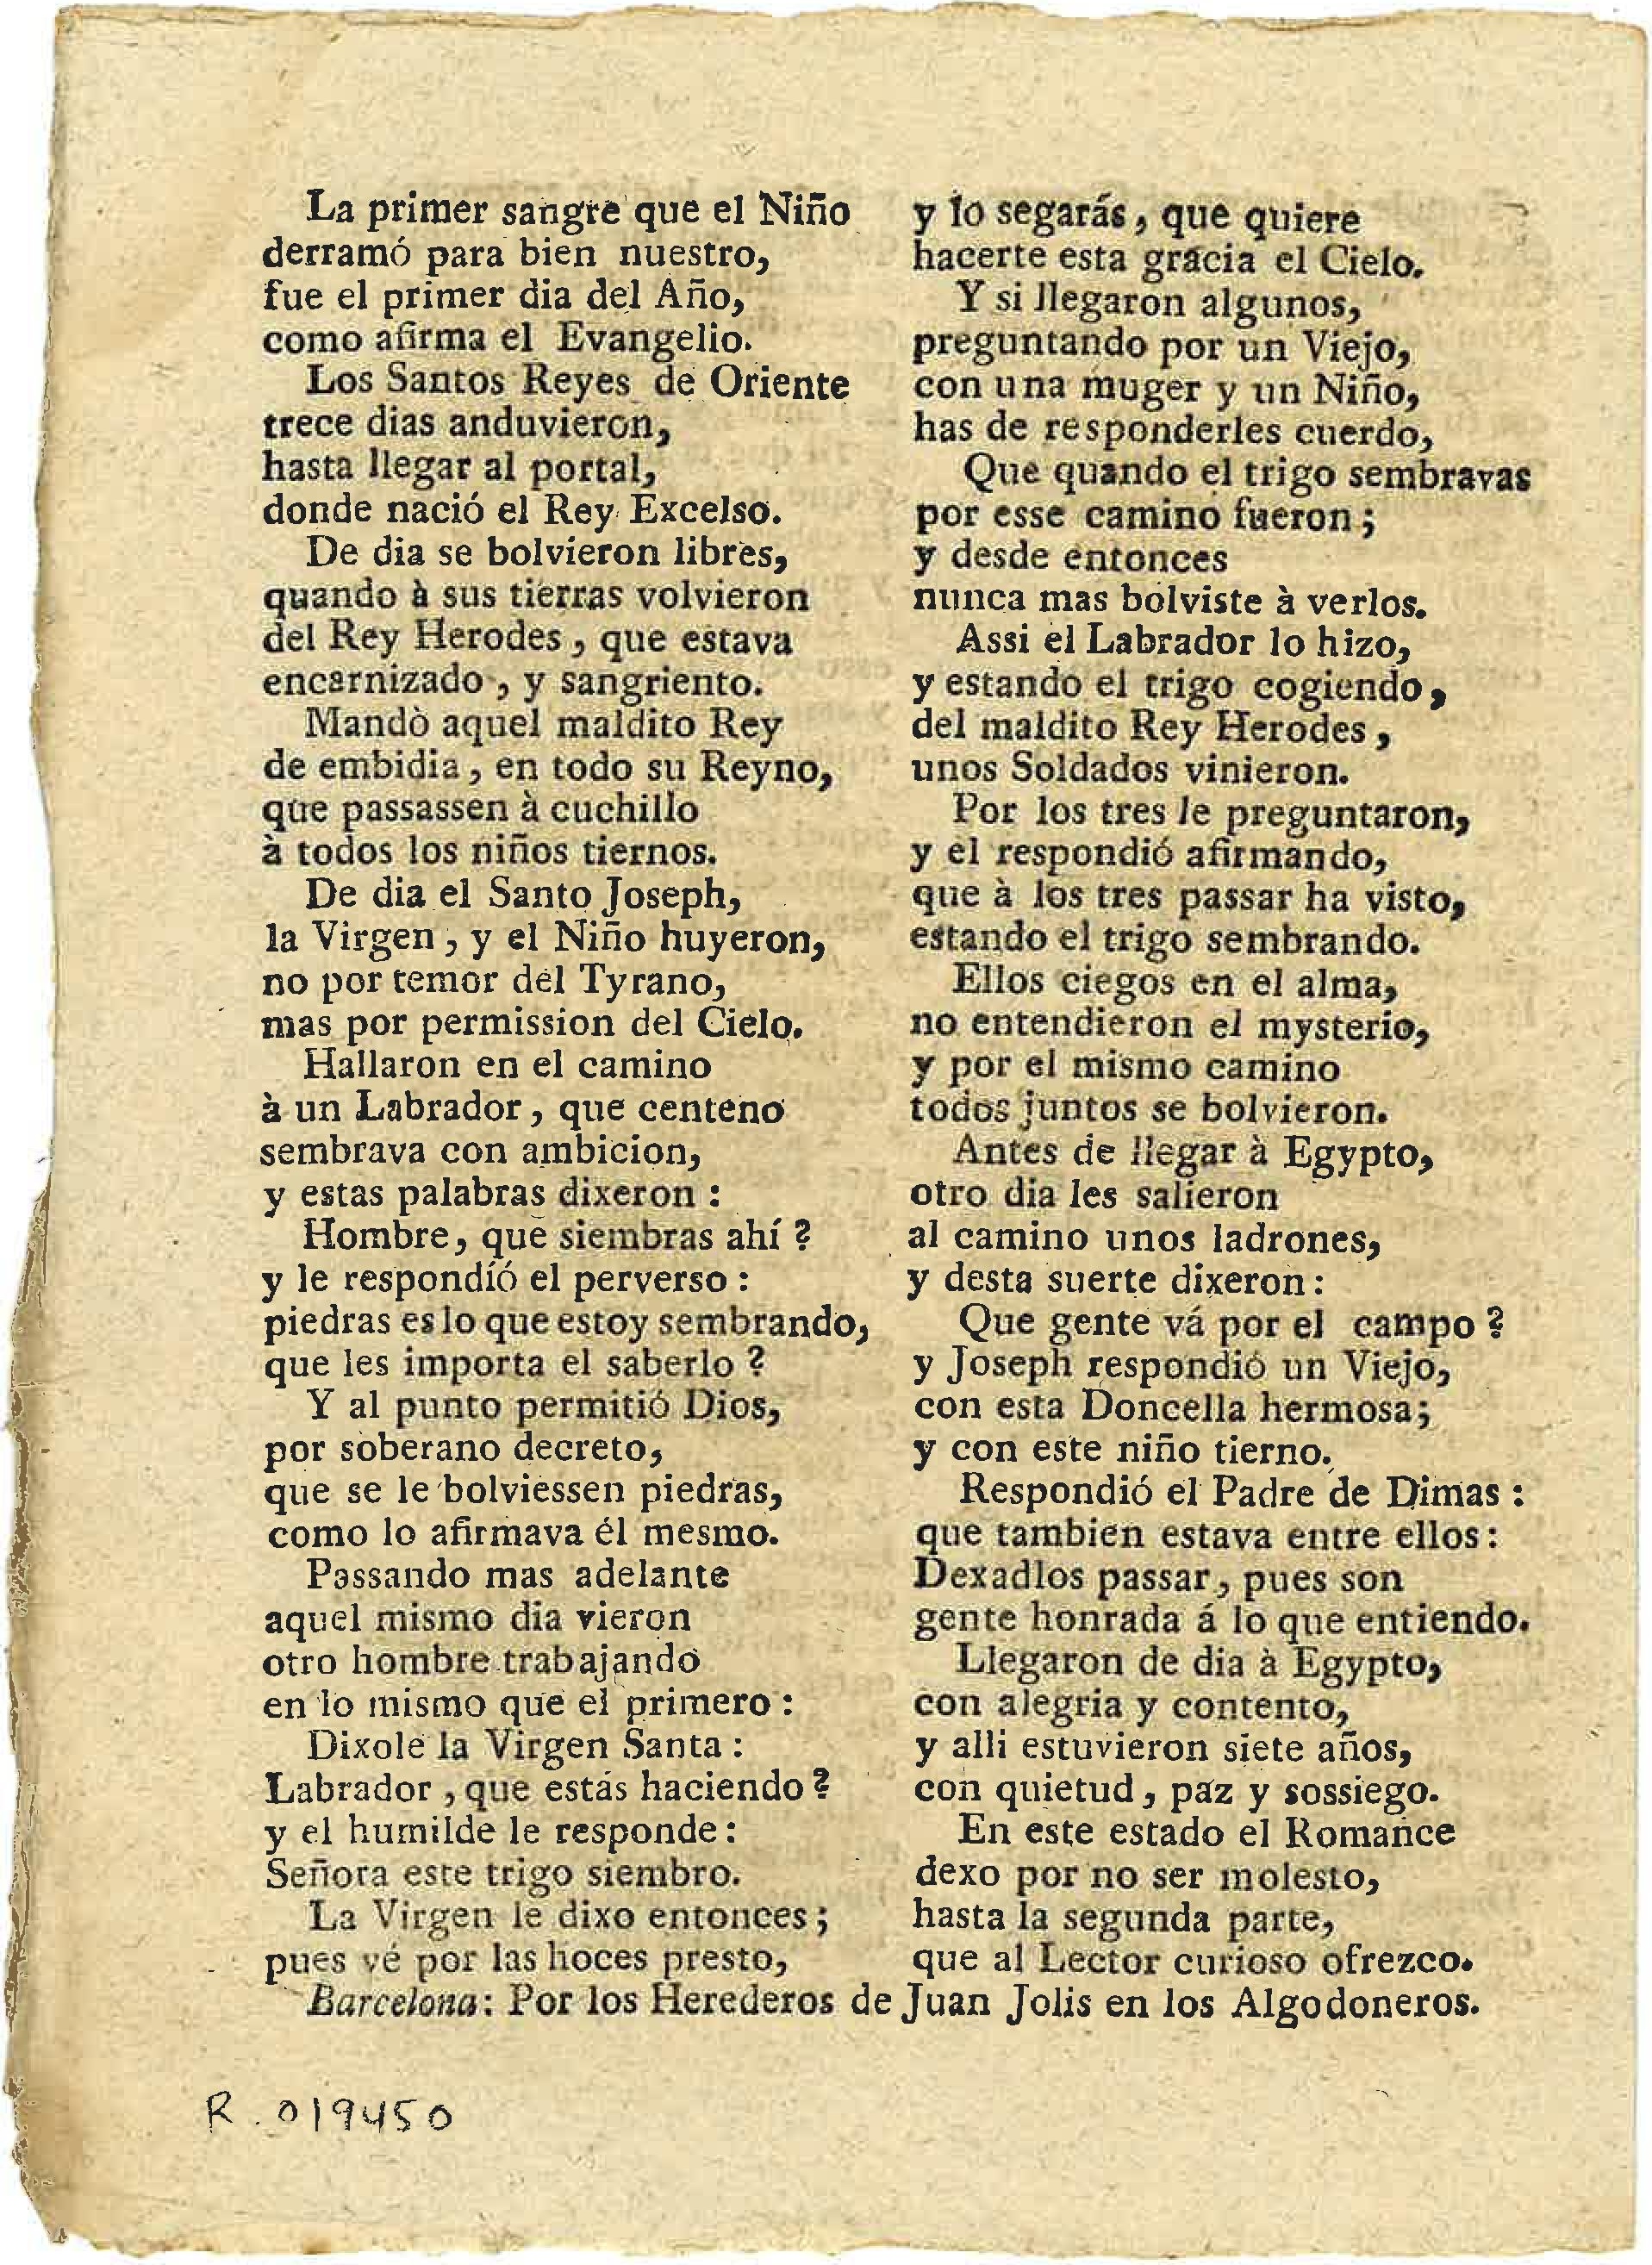 La primer sangre que el Niño
derramó para bien nuestro,
fue el primer dia del Año,
como afirma el Evangelio.
Los Santos Reyes de Oriente
trece dias anduvieron,
hasta llegar al portal,
donde nació el Rey Excelso.
De dia se bolvieron libres,
quando à sus tierras volvieron
del Rey Herodes, que estava
encarnizado, y sangriento.
Mandò aquel maldito Rey
de embidia, en todo su Reyno,
que passassen à cuchillo
à todos los niños tiernos.
De dia el Santo Joseph,
la Virgen, y el Niño huyeron,
no por temor del Tyrano,
mas por permission del Cielo.
Hallaron en el camino
à un Labrador, que centeno
sembrava con ambicion,
y estas palabras dixeron:
Hombre, què siembras ahí?
y le respondió el perverso:
piedras es lo que estoy sembrando,
que les importa el saberlo?
Y al punto permitió Dios,
por soberano decreto,
que se le bolviessen piedras,
como lo afirmava él mesmo.
Passando mas adelante
aquel mismo dia vieron
otro hombre trabajando
en lo mismo que el primero:
Dixole la Virgen Santa:
Labrador, que estás haciendo?
y el humilde le responde:
Señora este trigo siembro.
La Virgen le dixo entonces;
pues vé por las hoces presto,
y lo segarás, que quiere
hacerte esta gracia el Cielo.
Y si llegaron algunos,
preguntando por un Viejo,
con una muger y un Niño,
has de responderles cuerdo,
Que quando el trigo sembravas
por esse camino fueron;
y desde entonces
nunca mas bolviste à verlos.
Assi el Labrador lo hizo,
y estando el trigo cogiendo,
del maldito Rey Herodes,
unos Soldados vinieron.
Por los tres le preguntaron,
y el respondió afirmando,
que à los tres passar ha visto,
estando el trigo sembrando.
Ellos ciegos en el alma,
no entendieron el mysterio,
y por el mismo camino
todos juntos se bolvieron.
Antes de llegar à Egypto,
otro dia les salieron
al camino unos ladrones,
y desta suerte dixeron:
Que gente vá por el campo?
y Joseph respondió un Viejo,
con esta Doncella hermosa;
y con este niño tierno.
Respondió el Padre de Dimas:
que tambien estava entre ellos:
Dexadlos passar, pues son
gente honrada á lo que entiendo.
Llegaron de dia à Egypto,
con alegria y contento,
y alli estuvieron siete años,
con quietud, paz y sossiego.
En este estado el Romance
dexo por no ser molesto,
hasta la segunda parte,
que al Lector curioso ofrezco.
Barcelona: Por los Herederos de Juan Jolis en los Algodoneros.
R. 019450